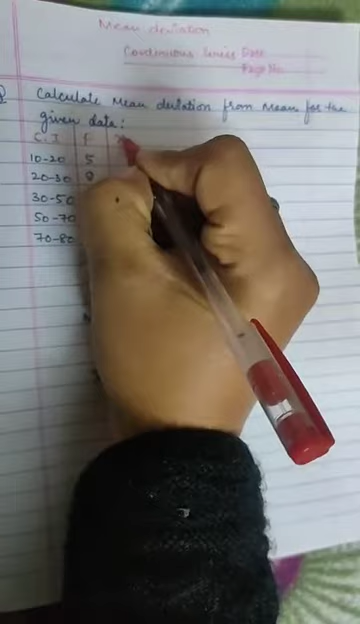 Mean deviation
Continuous Series Date
Page No.
Q Calculate Mean deviation from Mean for the
given data:
C.I f
10-20 5
20-30 8
30-50
50-70
70-80